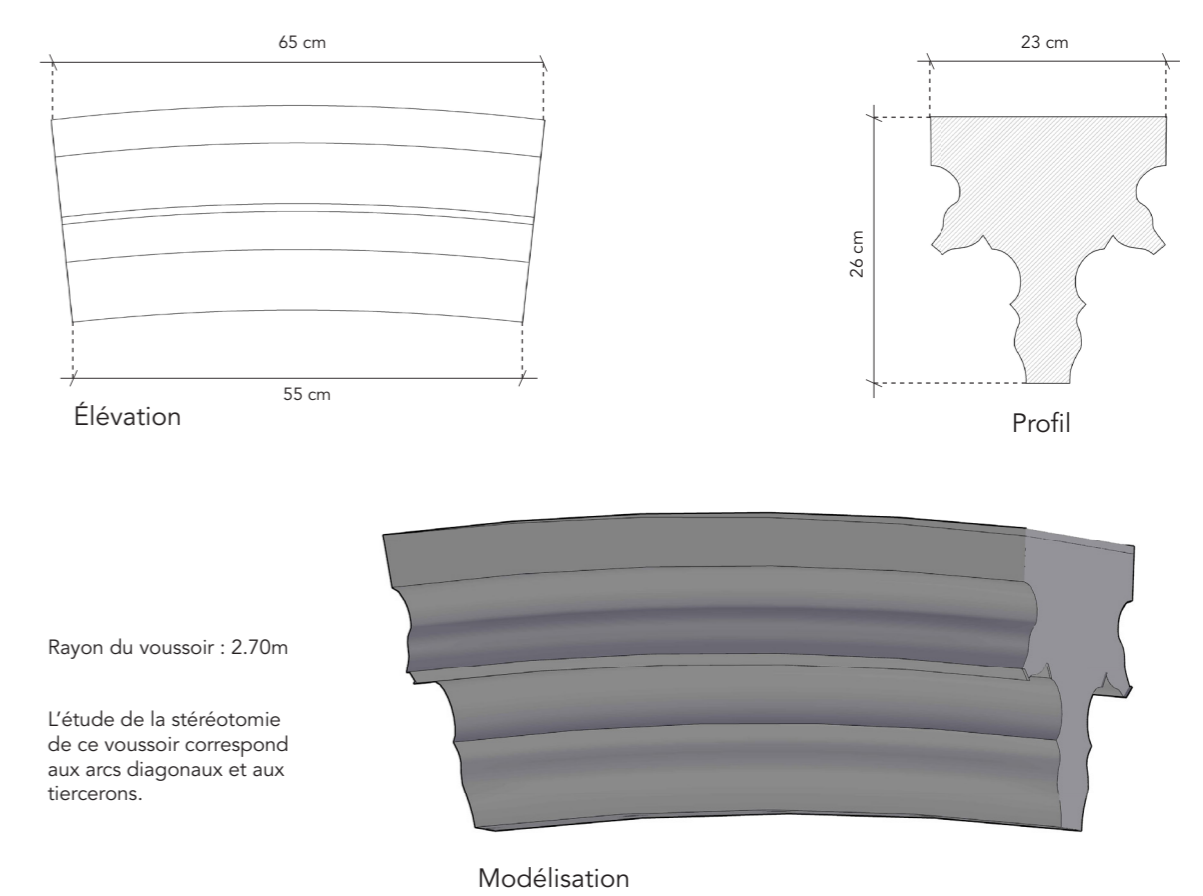 65 cm
23 cm
26 cm
55 cm
Élévation
Profil
Rayon du voussoir : 2.70m
L'étude de la stéréotomie
de ce voussoir correspond
aux arcs diagonaux et aux
tiercerons.
Modélisation